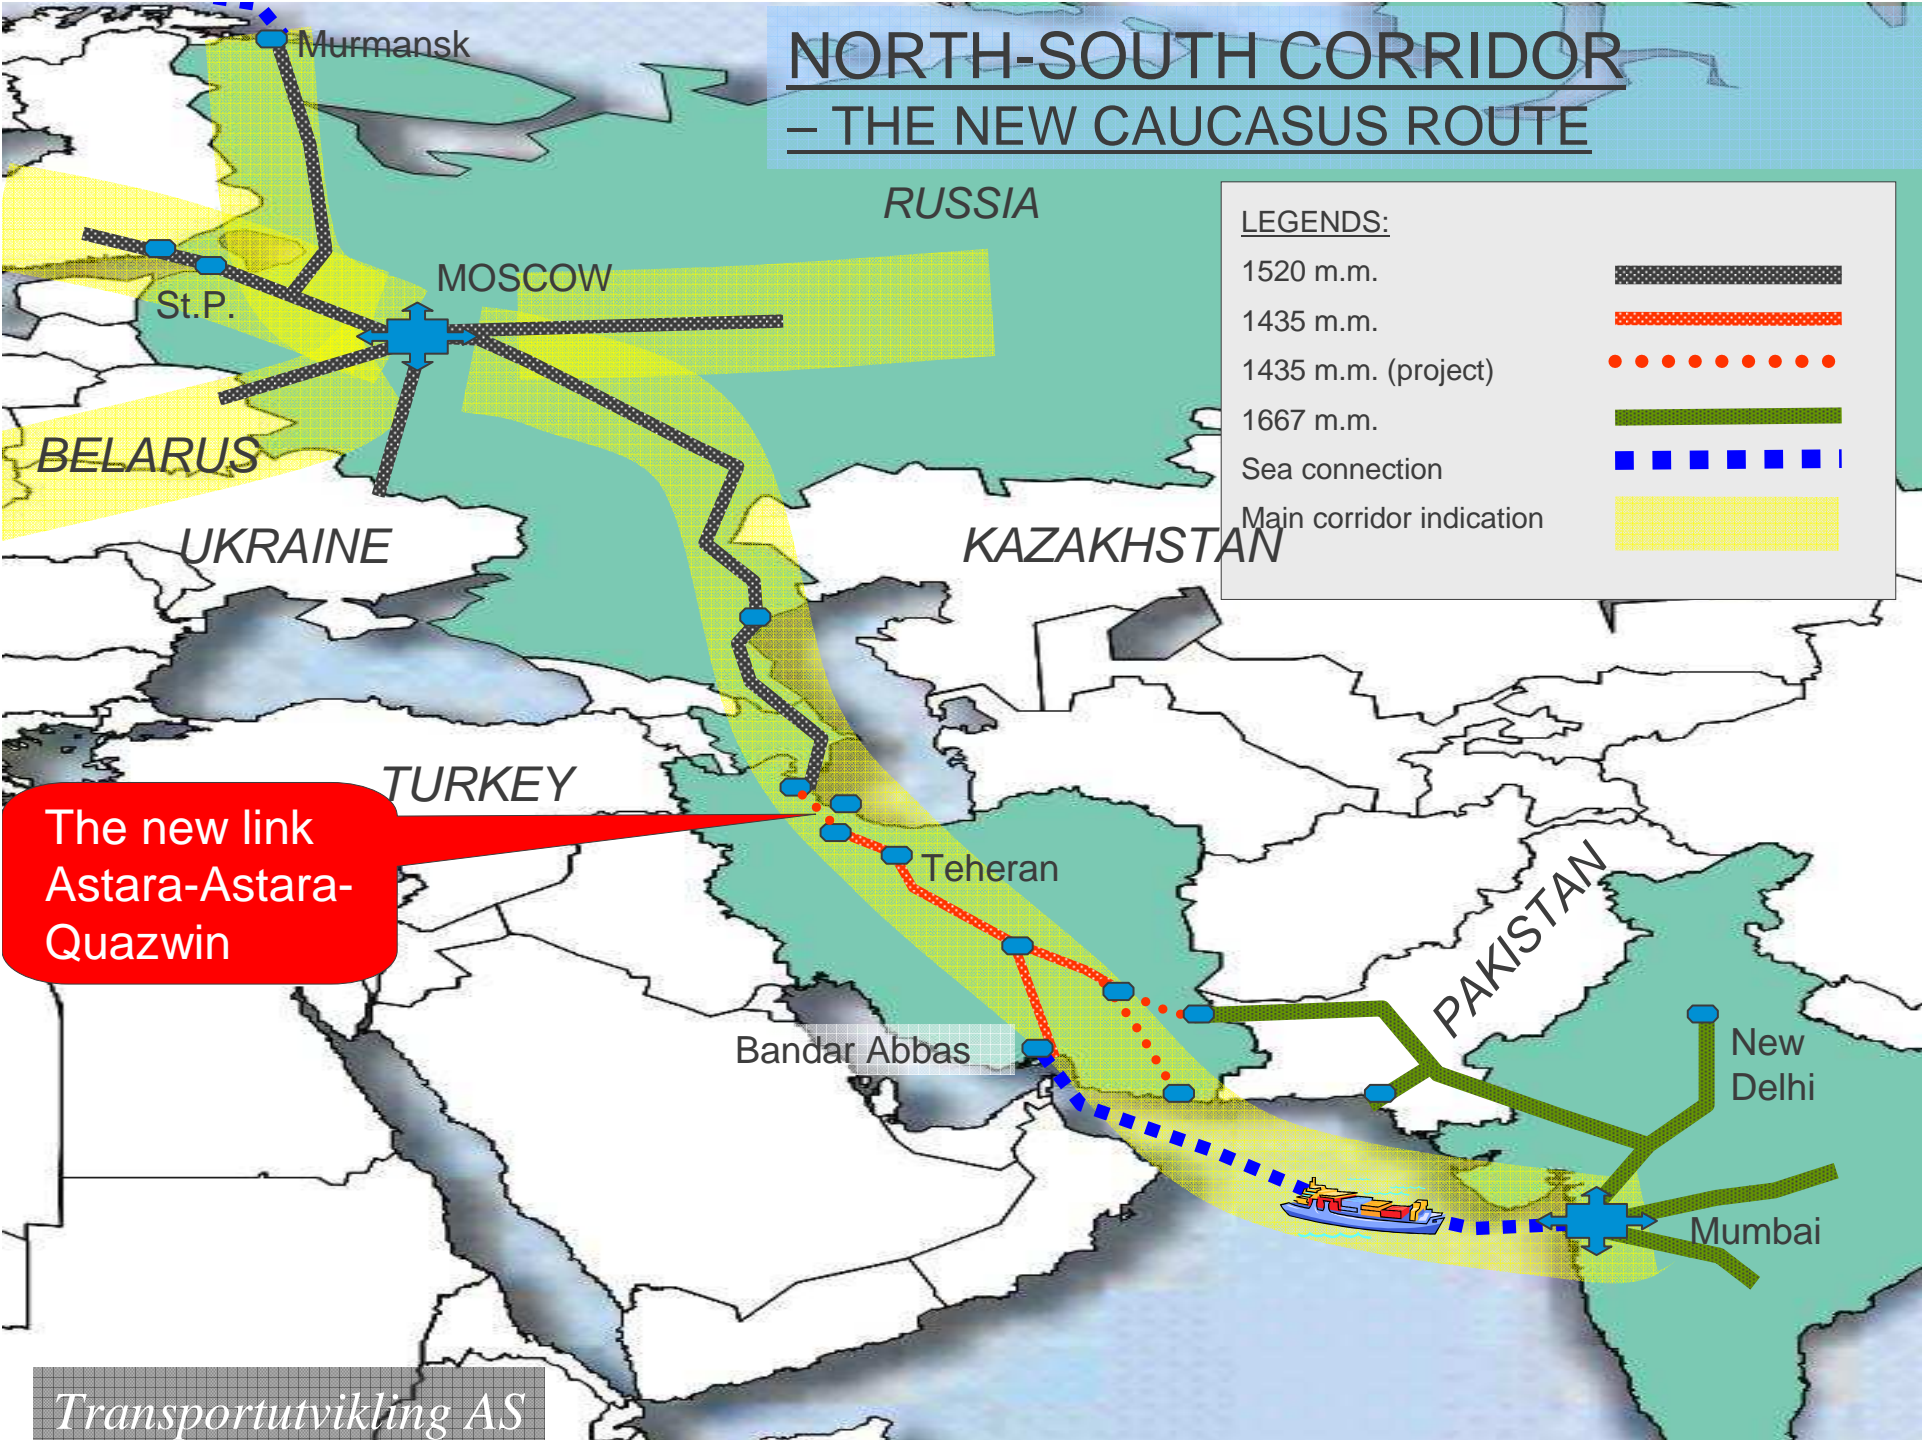 Murmansk
NORTH-SOUTH CORRIDOR
– THE NEW CAUCASUS ROUTE
RUSSIA
LEGENDS:
1520 m.m.
1435 m.m.
1435 m.m. (project)
1667 m.m.
Sea connection
Main corridor indication
MOSCOW
St.P.
BELARUS
UKRAINE
KAZAKHSTAN
TURKEY
The new link
Astara-Astara-
Quazwin
Teheran
PAKISTAN
Bandar Abbas
New
Delhi
Mumbai
Transportutvikling AS